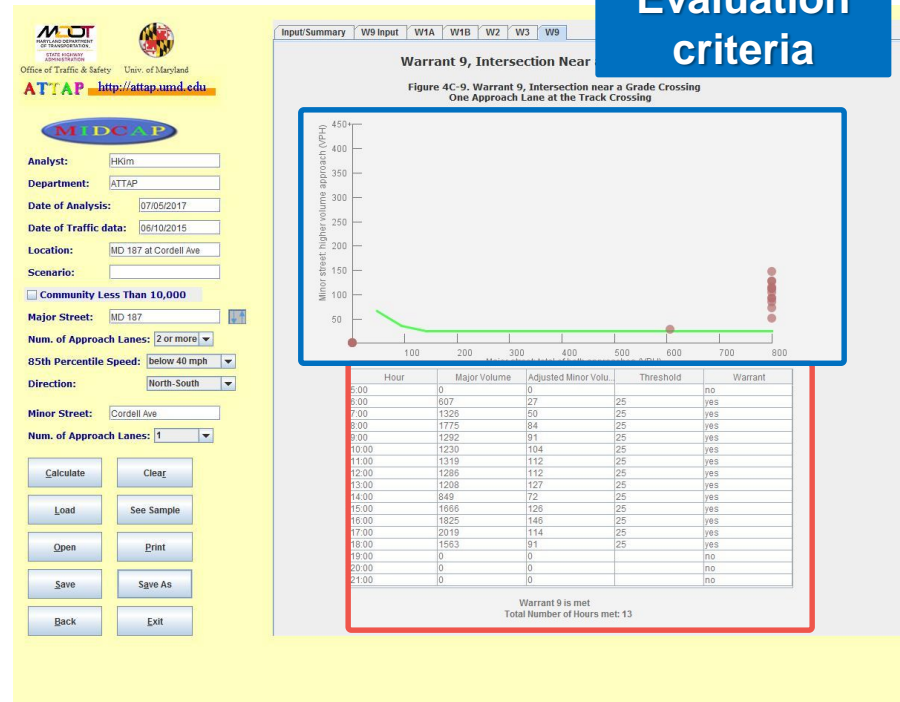 Evaluation
criteria
MDOT
MARYLAND DEPARTMENT
OF TRANSPORTATION.
STATE HIGHWAY
ADMINISTRATION
Office of Traffic & Safety Univ. of Maryland
ATTAP http://attap.umd.edu
MIDCAP
Analyst: HKim
Department: ATTAP
Date of Analysis: 07/05/2017
Date of Traffic data: 06/10/2015
Location: MD 187 at Cordell Ave
Scenario:
Community Less Than 10,000
Major Street: MD 187
Num. of Approach Lanes: 2 or more
85th Percentile Speed: below 40 mph
Direction: North-South
Minor Street: Cordell Ave
Num. of Approach Lanes: 1
Calculate Clear
Load See Sample
Open Print
Save Save As
Back Exit
Input/Summary W9 Input W1A W1B W2 W3 W9
Warrant 9, Intersection Near
Figure 4C-9. Warrant 9, Intersection near a Grade Crossing
One Approach Lane at the Track Crossing
Minor street higher volume approach (VPH)
450+
400
350
300
250
200
150
100
50
100 200 300 400 500 600 700 800
Major street total of both approaches (VPH)
Hour Major Volume Adjusted Minor Volu... Threshold Warrant
5:00 0 0 no
6:00 607 27 25 yes
7:00 1326 50 25 yes
8:00 1775 84 25 yes
9:00 1292 91 25 yes
10:00 1230 104 25 yes
11:00 1319 112 25 yes
12:00 1286 112 25 yes
13:00 1208 127 25 yes
14:00 849 72 25 yes
15:00 1666 126 25 yes
16:00 1825 146 25 yes
17:00 2019 114 25 yes
18:00 1563 91 25 yes
19:00 0 0 no
20:00 0 0 no
21:00 0 0 no
Warrant 9 is met
Total Number of Hours met: 13